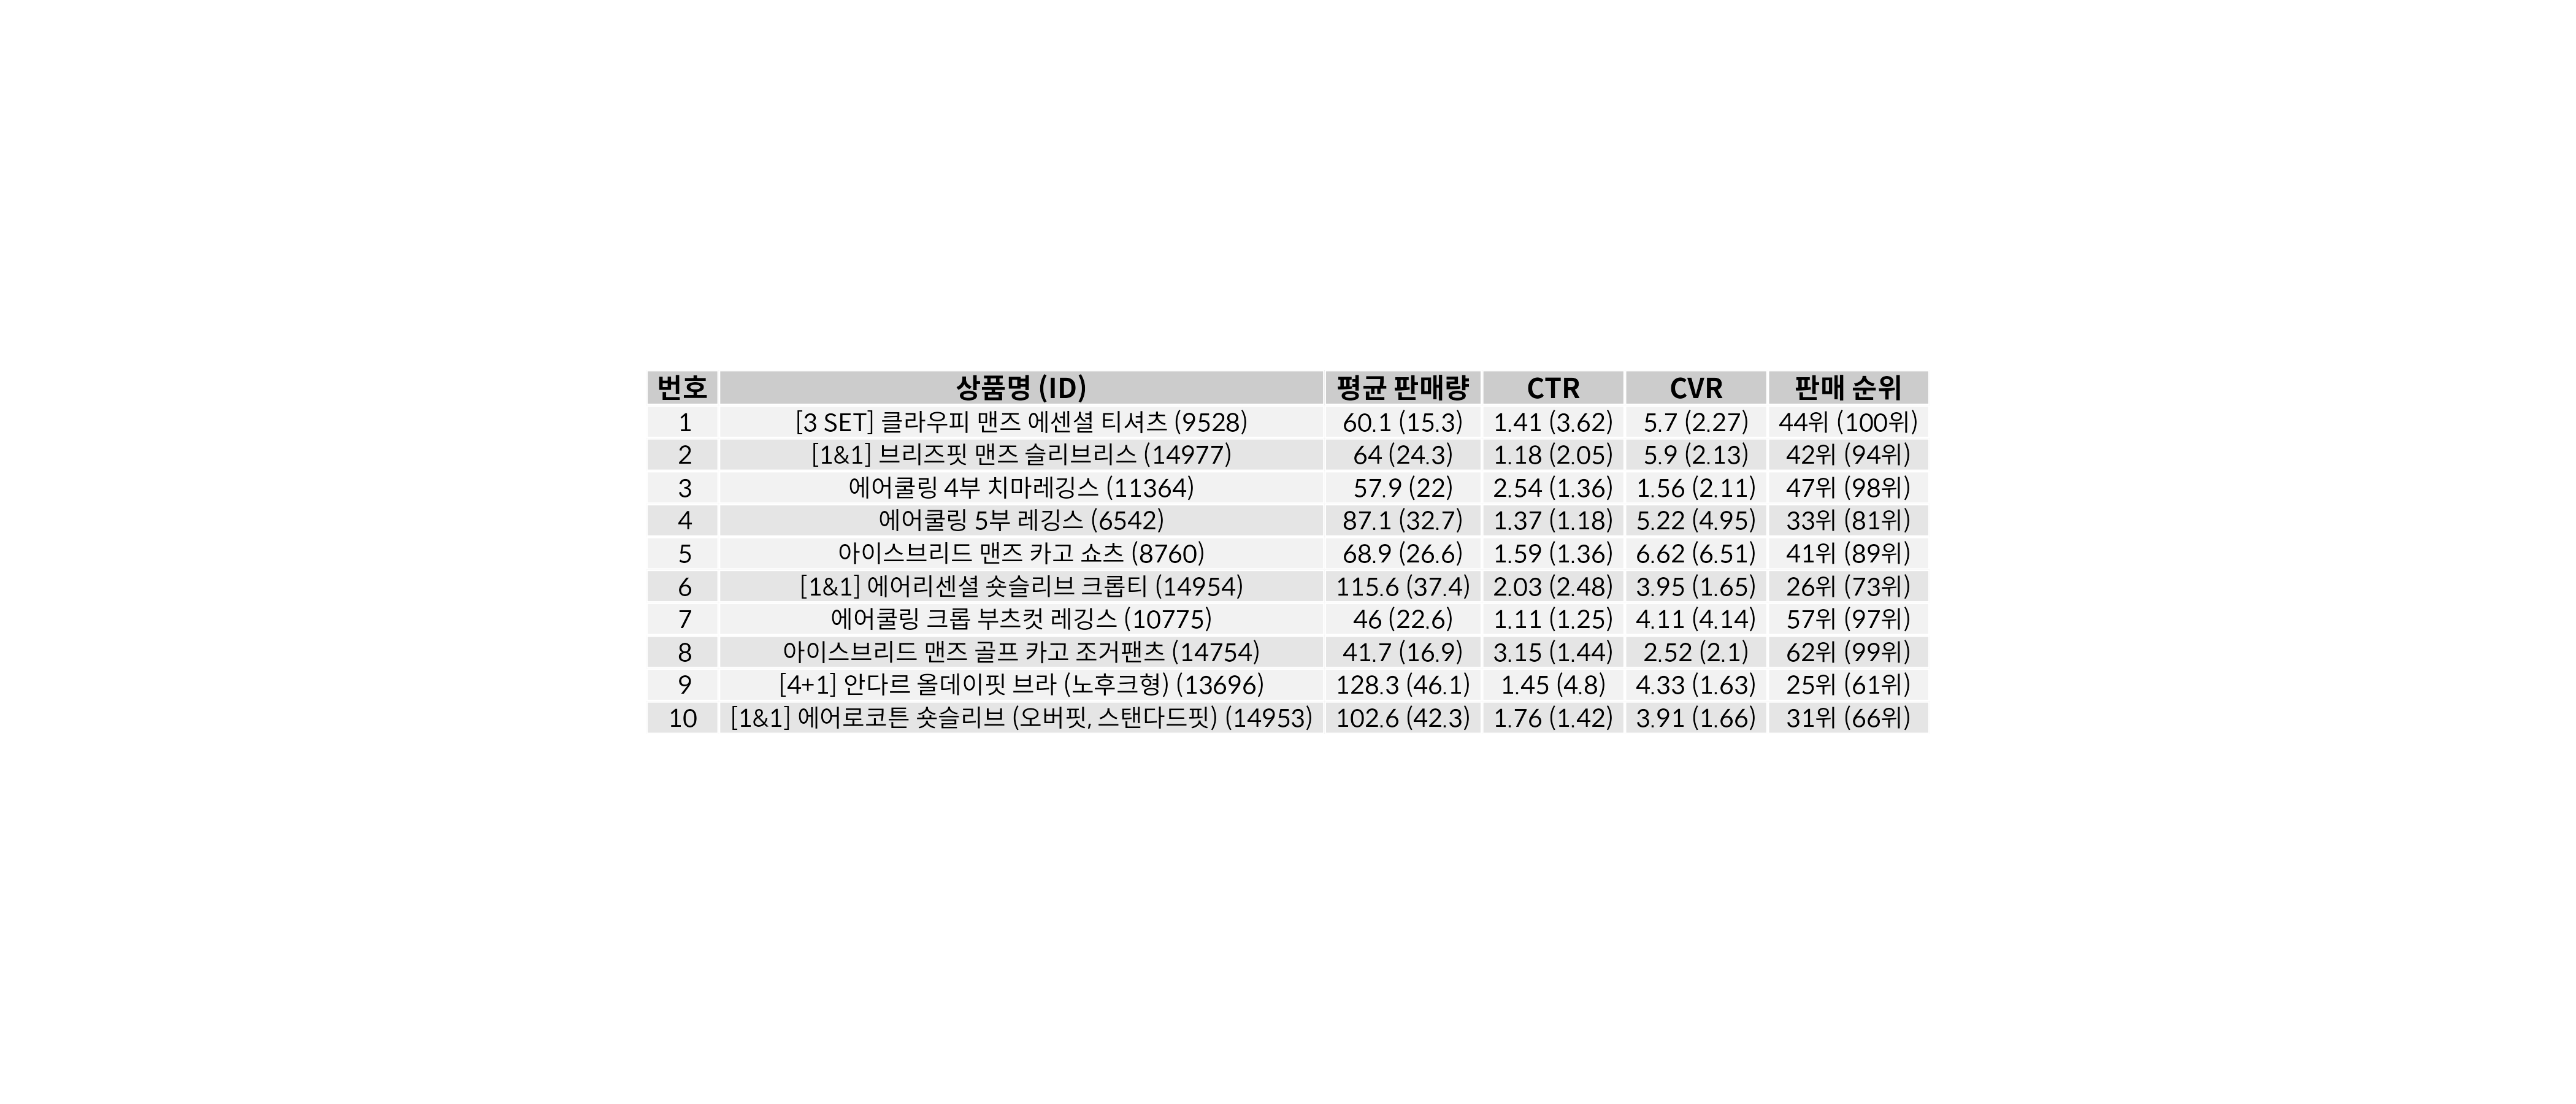 번호 상품명 (ID) 평균 판매량 CTR CVR 판매 순위
1 [3 SET] 클라우피 맨즈 에센셜 티셔츠 (9528) 60.1 (15.3) 1.41 (3.62) 5.7 (2.27) 44위 (100위)
2 [1&1] 브리즈핏 맨즈 슬리브리스 (14977) 64 (24.3) 1.18 (2.05) 5.9 (2.13) 42위 (94위)
3 에어쿨링 4부 치마레깅스 (11364) 57.9 (22) 2.54 (1.36) 1.56 (2.11) 47위 (98위)
4 에어쿨링 5부 레깅스 (6542) 87.1 (32.7) 1.37 (1.18) 5.22 (4.95) 33위 (81위)
5 아이스브리드 맨즈 카고 쇼츠 (8760) 68.9 (26.6) 1.59 (1.36) 6.62 (6.51) 41위 (89위)
6 [1&1] 에어리센셜 숏슬리브 크롭티 (14954) 115.6 (37.4) 2.03 (2.48) 3.95 (1.65) 26위 (73위)
7 에어쿨링 크롭 부츠컷 레깅스 (10775) 46 (22.6) 1.11 (1.25) 4.11 (4.14) 57위 (97위)
8 아이스브리드 맨즈 골프 카고 조거팬츠 (14754) 41.7 (16.9) 3.15 (1.44) 2.52 (2.1) 62위 (99위)
9 [4+1] 안다르 올데이핏 브라 (노후크형) (13696) 128.3 (46.1) 1.45 (4.8) 4.33 (1.63) 25위 (61위)
10 [1&1] 에어로코튼 숏슬리브 (오버핏, 스탠다드핏) (14953) 102.6 (42.3) 1.76 (1.42) 3.91 (1.66) 31위 (66위)